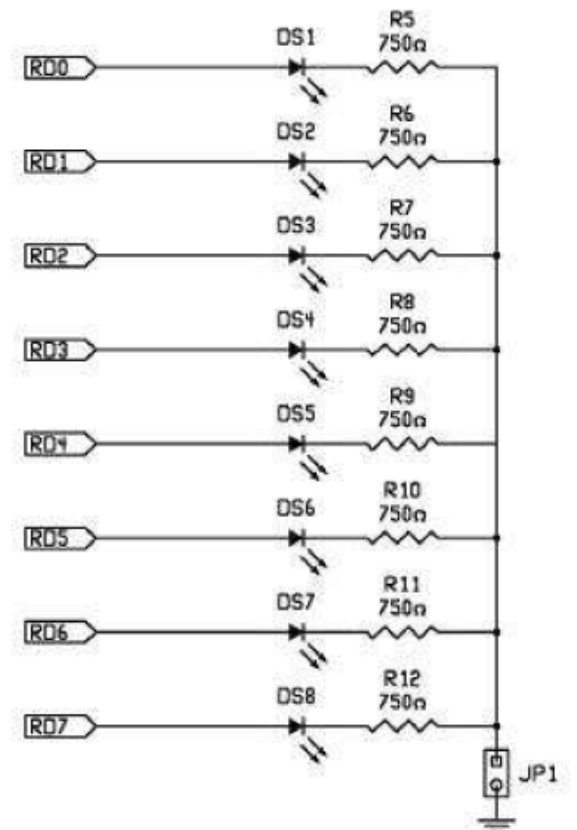 DS1
R5
750Ω
RD0
DS2
R6
750Ω
RD1
DS3
R7
750Ω
RD2
DS4
R8
750Ω
RD3
DS5
R9
750Ω
RD4
DS6
R10
750Ω
RD5
DS7
R11
750Ω
RD6
DS8
R12
750Ω
RD7
JP1